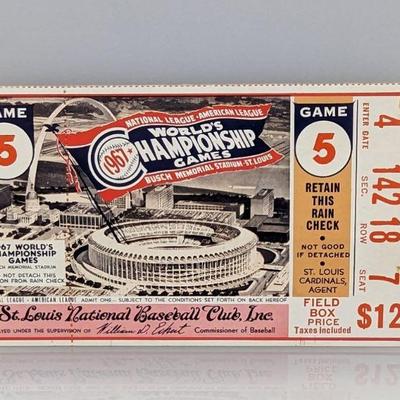 GAME
5
967 WORLD'S
CHAMPIONSHIP
GAMES
MEMORIAL STADIUM
NOT DETACH THIS
FROM RAIN CHECK
NATIONAL LEAGUE - AMERICAN LEAGUE
WORLD'S
1967
CHAMPIONSHIP
GAMES
BUSCH MEMORIAL STADIUM - ST. LOUIS
LEAGUE - AMERICAN LEAGUE ADMIT ONE — SUBJECT TO THE CONDITIONS SET FORTH ON BACK HEREOF
St. Louis National Baseball Club, Inc.
PLAYED UNDER THE SUPERVISION OF William D. Eckert Commissioner of Baseball
GAME
5
RETAIN
THIS
RAIN
CHECK
NOT GOOD
IF DETACHED
ST. LOUIS
CARDINALS,
AGENT
FIELD
BOX
PRICE
Taxes Included
ENTER GATE 4
SEC. 142
ROW 18
SEAT 7
$12